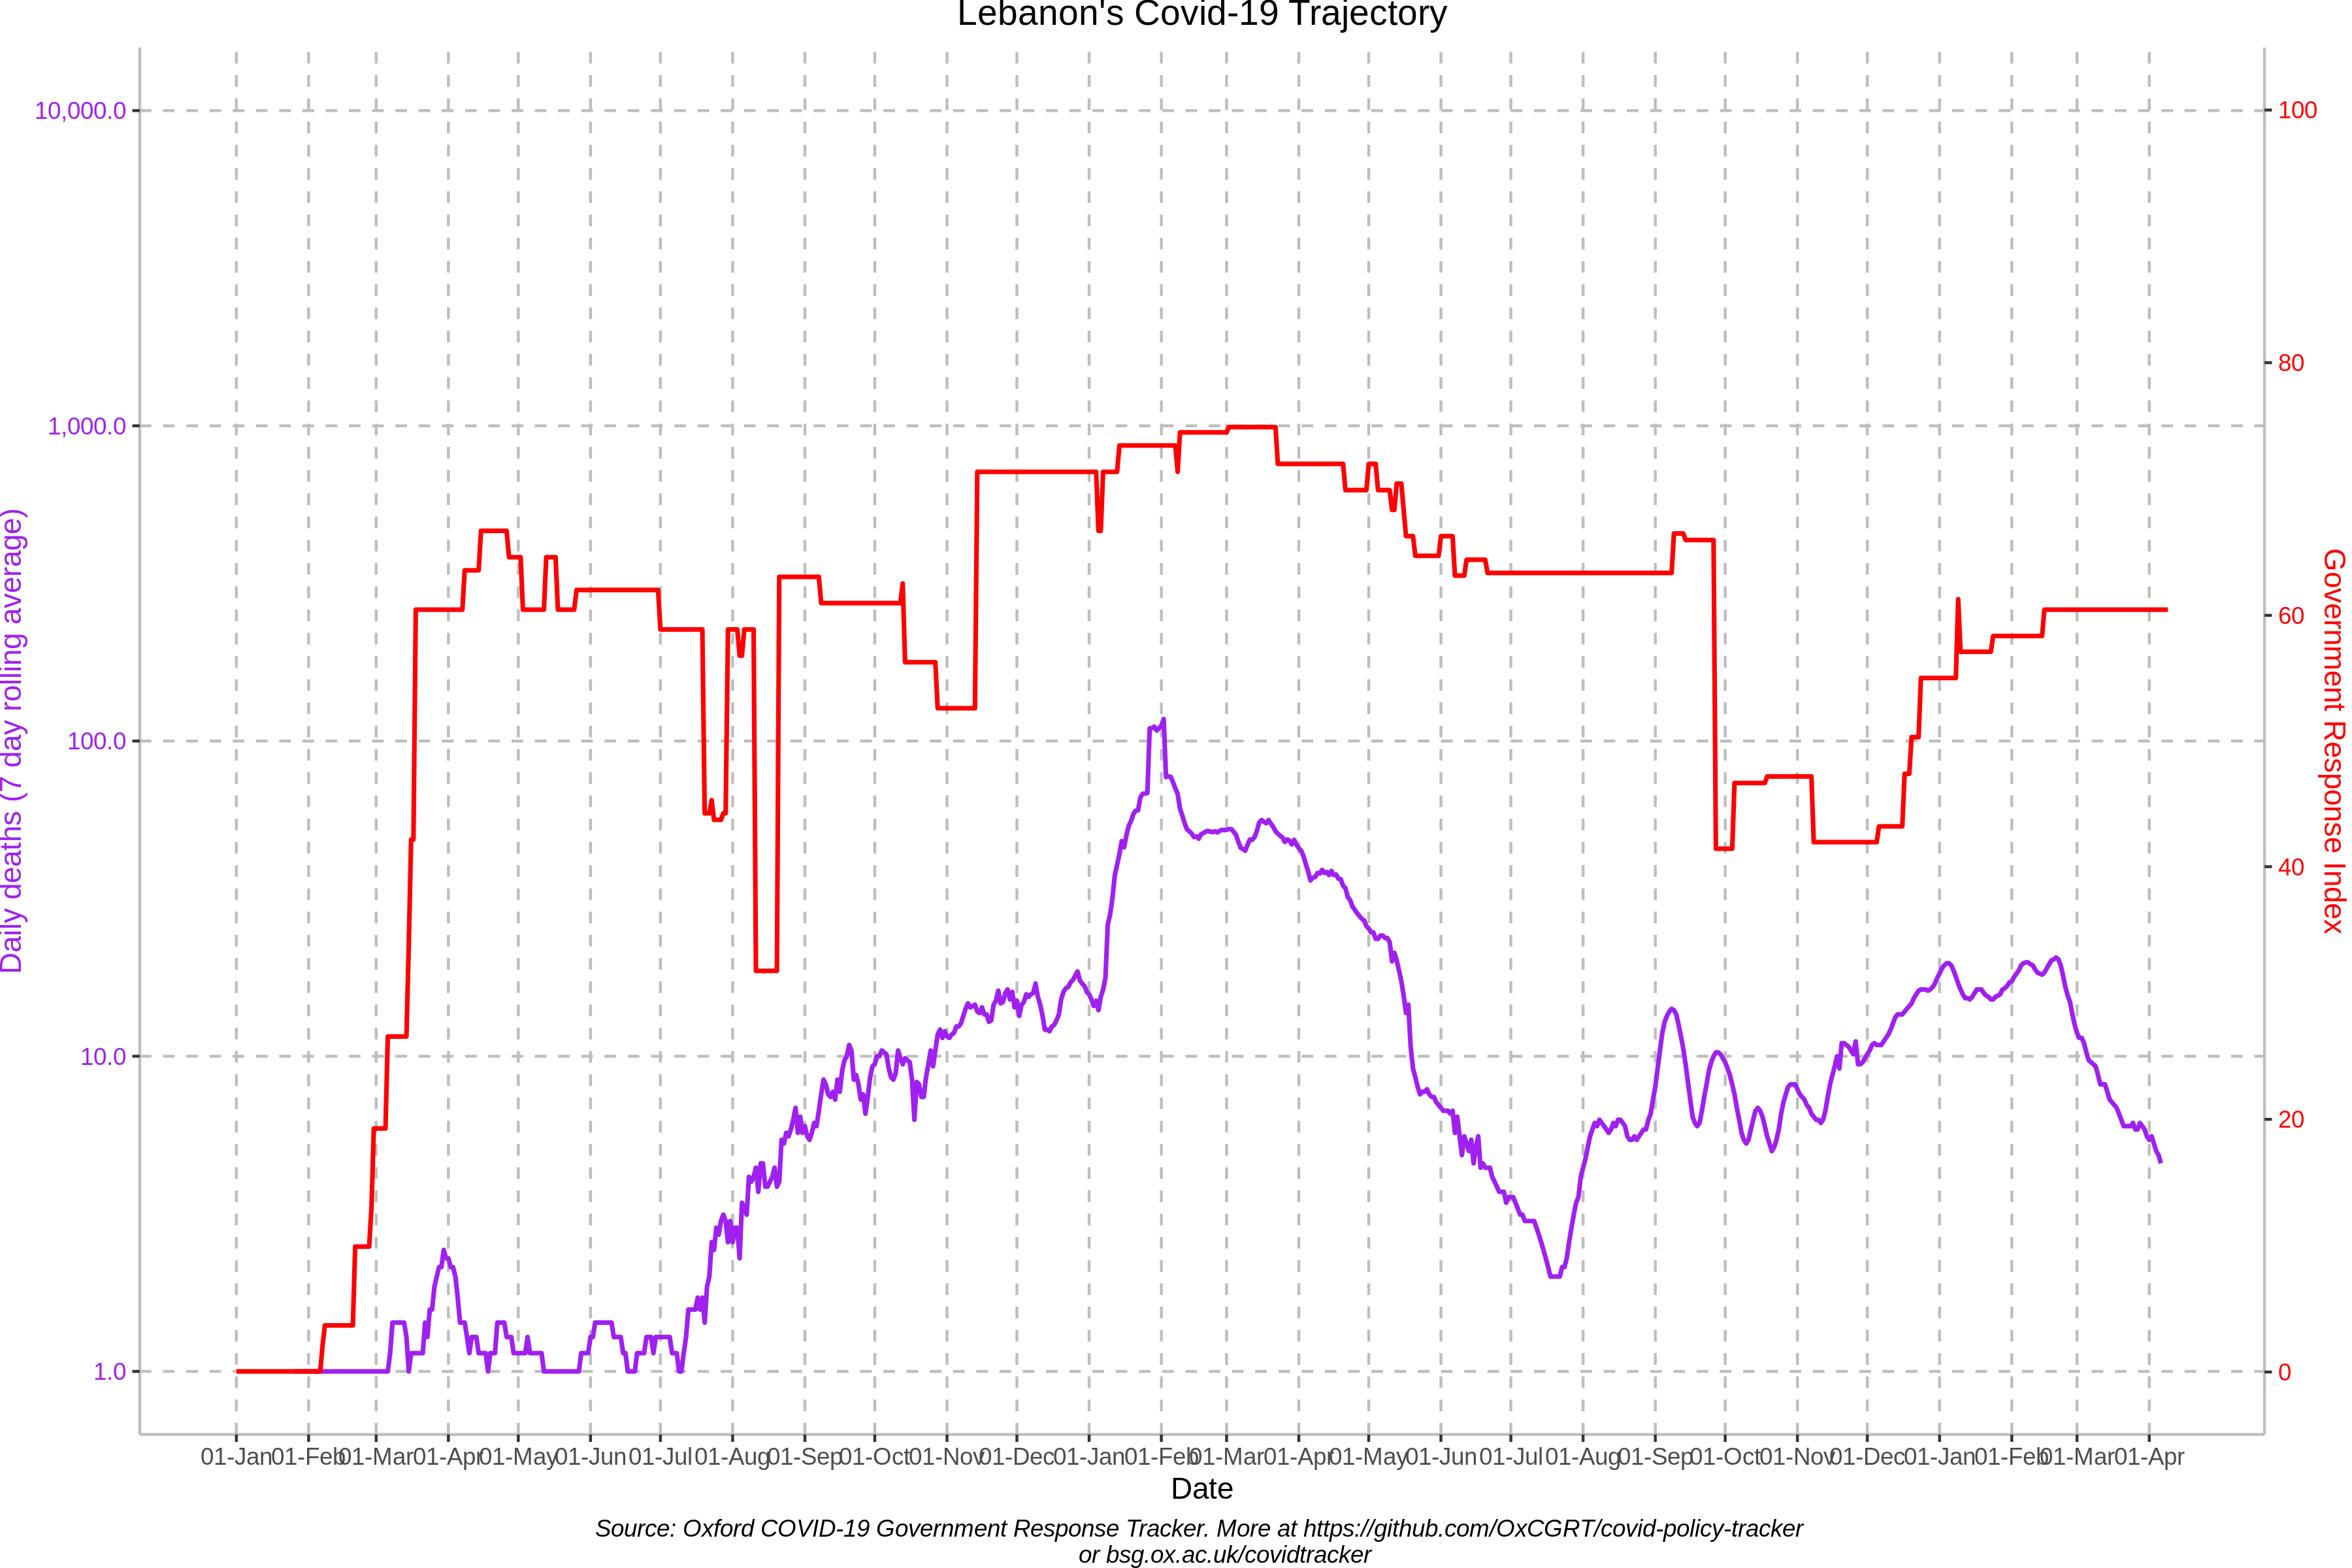 Lebanon's Covid-19 Trajectory
10,000.0
1,000.0
100.0
10.0
1.0
Daily deaths (7 day rolling average)
100
80
60
40
20
0
Government Response Index
01-Jan 01-Feb 01-Mar 01-Apr 01-May 01-Jun 01-Jul 01-Aug 01-Sep 01-Oct 01-Nov 01-Dec 01-Jan 01-Feb 01-Mar 01-Apr 01-May 01-Jun 01-Jul 01-Aug 01-Sep 01-Oct 01-Nov 01-Dec 01-Jan 01-Feb 01-Mar 01-Apr
Date
Source: Oxford COVID-19 Government Response Tracker. More at https://github.com/OxCGRT/covid-policy-tracker
or bsg.ox.ac.uk/covidtracker